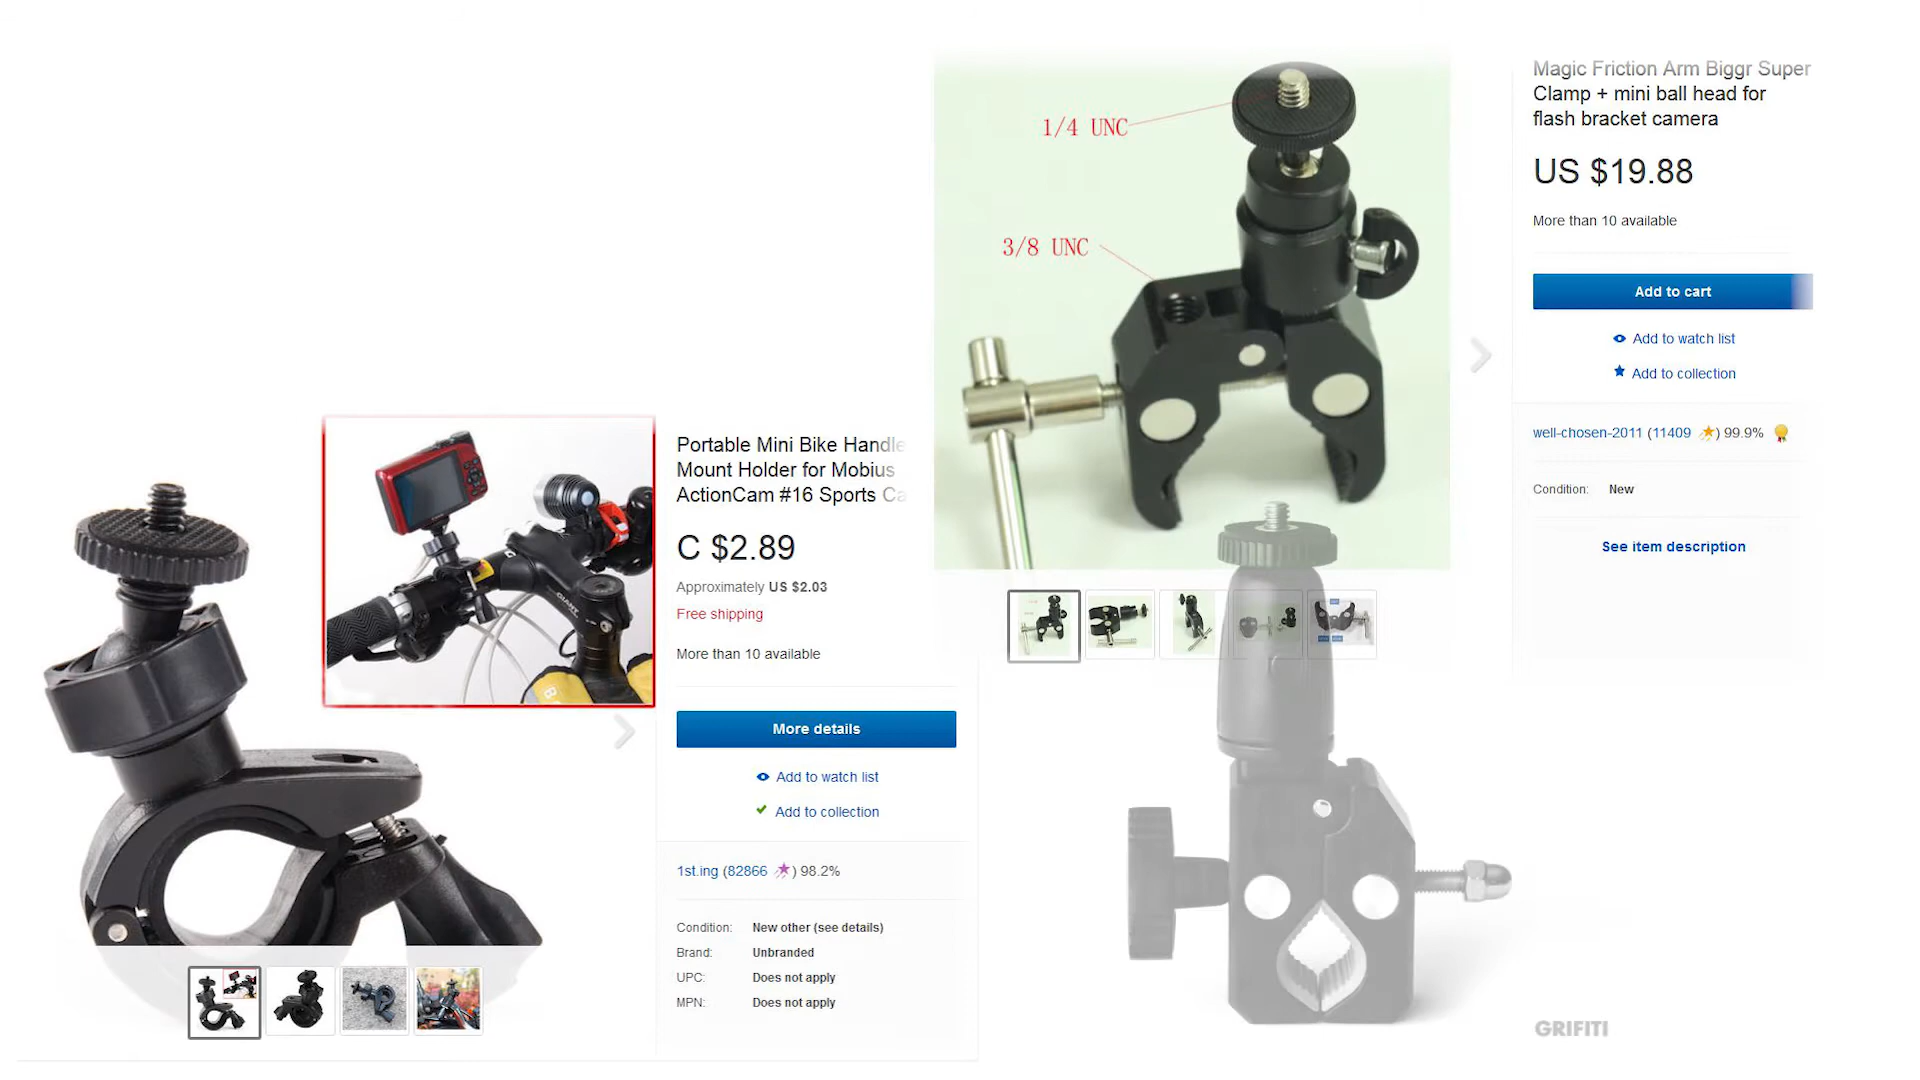 Magic Friction Arm Biggr Super
Clamp + mini ball head for
flash bracket camera
US $19.88
More than 10 available
Add to cart
Add to watch list
Add to collection
well-chosen-2011 (11409 ) 99.9%
Condition: New
See item description
1/4 UNC
3/8 UNC
Portable Mini Bike Handle
Mount Holder for Mobius
ActionCam #16 Sports Ca
C $2.89
Approximately US $2.03
Free shipping
More than 10 available
More details
Add to watch list
Add to collection
1st.ing (82866 ) 98.2%
Condition: New other (see details)
Brand: Unbranded
UPC: Does not apply
MPN: Does not apply
GIANT
GRIFITI